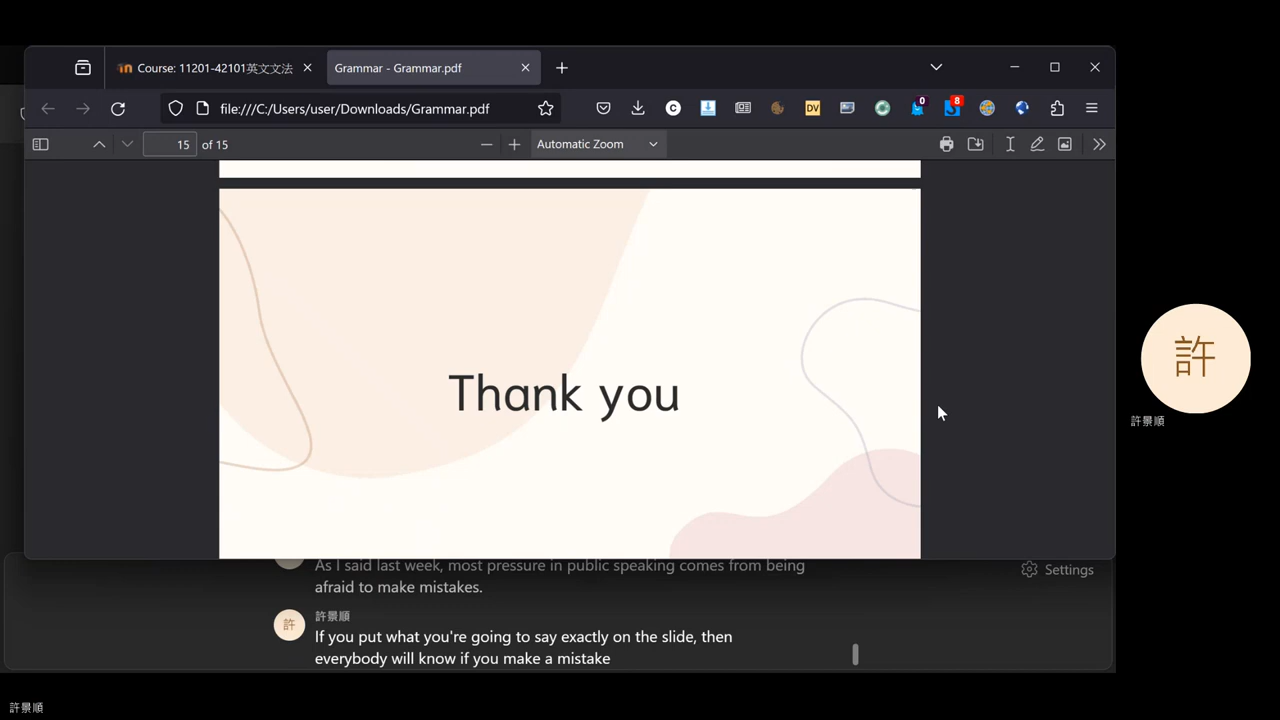 Course: 11201-42101英文文法
Grammar - Grammar.pdf
file:///C:/Users/user/Downloads/Grammar.pdf
C
DV
0
8
15 of 15
Automatic Zoom
Thank you
許
許景順
As I said last week, most pressure in public speaking comes from being
afraid to make mistakes.
Settings
許景順
許
If you put what you're going to say exactly on the slide, then
everybody will know if you make a mistake
許景順